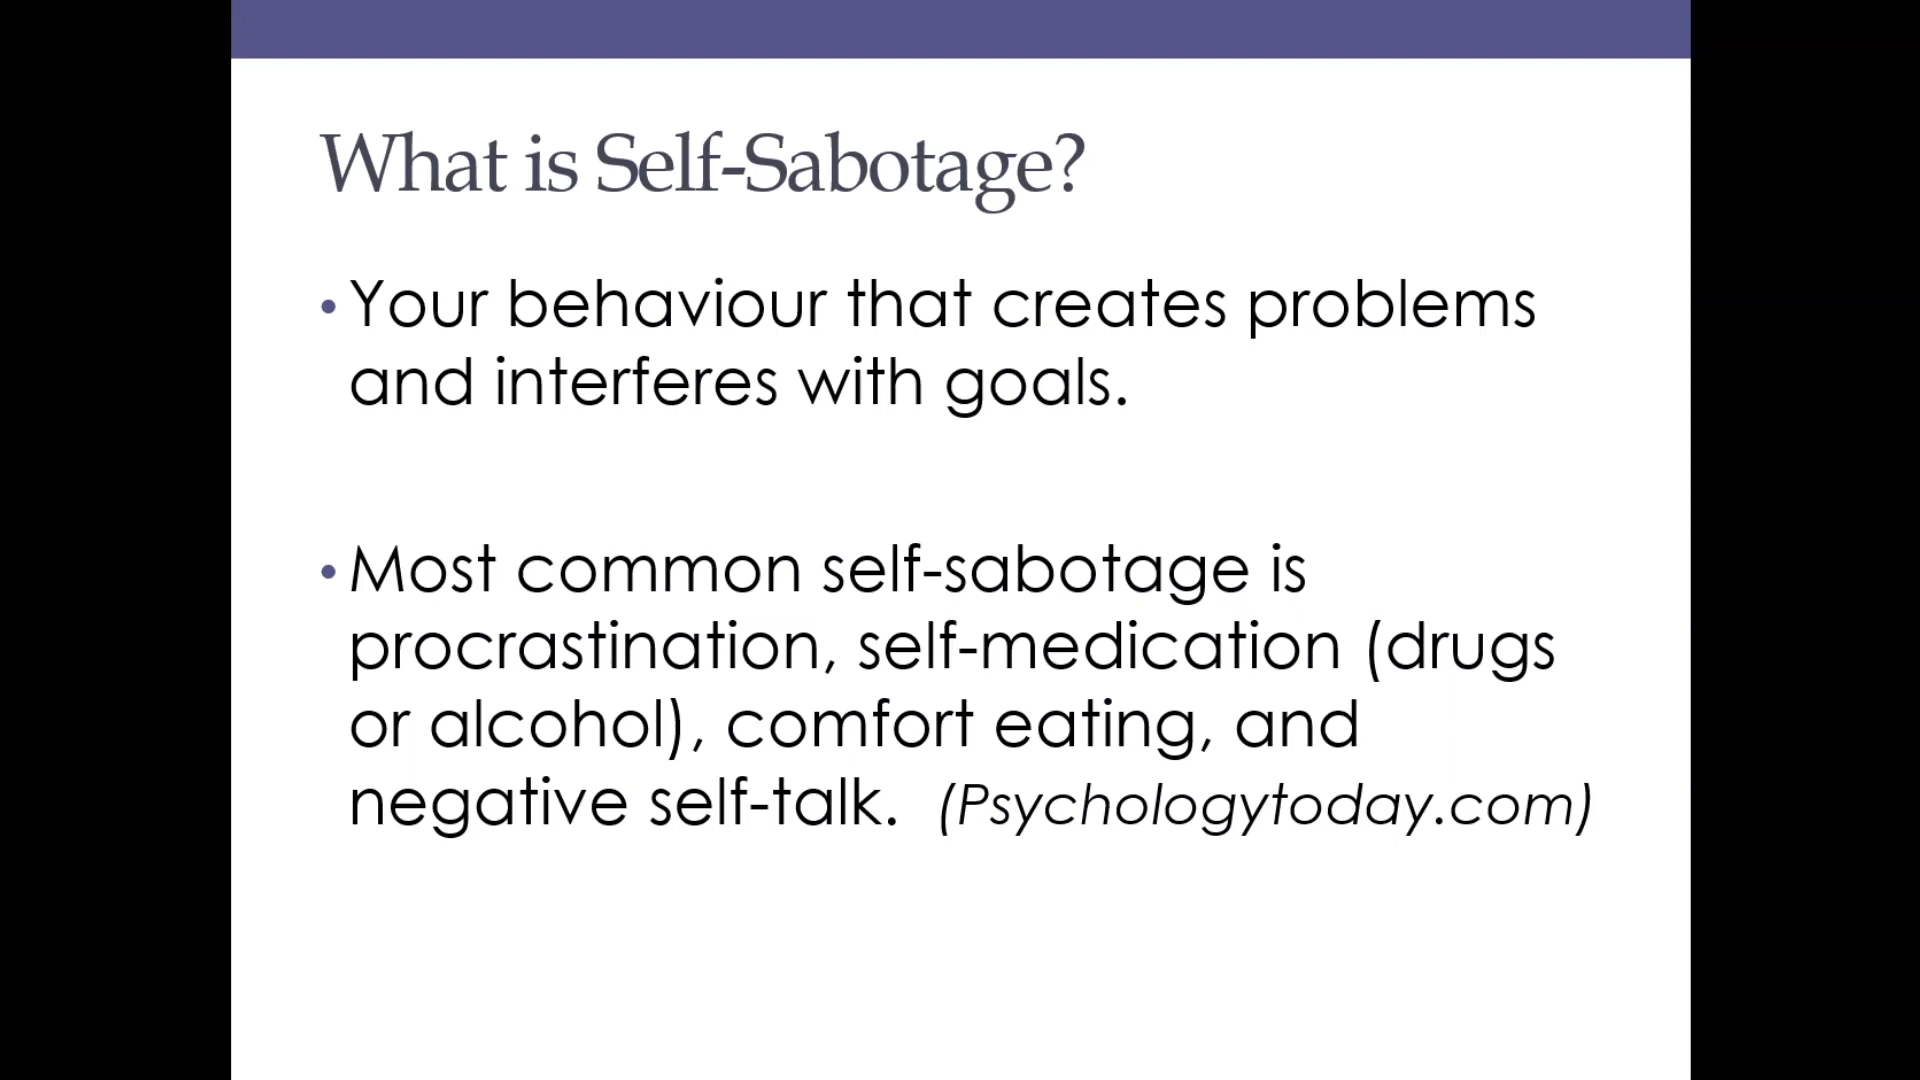 What is Self-Sabotage?
• Your behaviour that creates problems
and interferes with goals.
• Most common self-sabotage is
procrastination, self-medication (drugs
or alcohol), comfort eating, and
negative self-talk. (Psychologytoday.com)